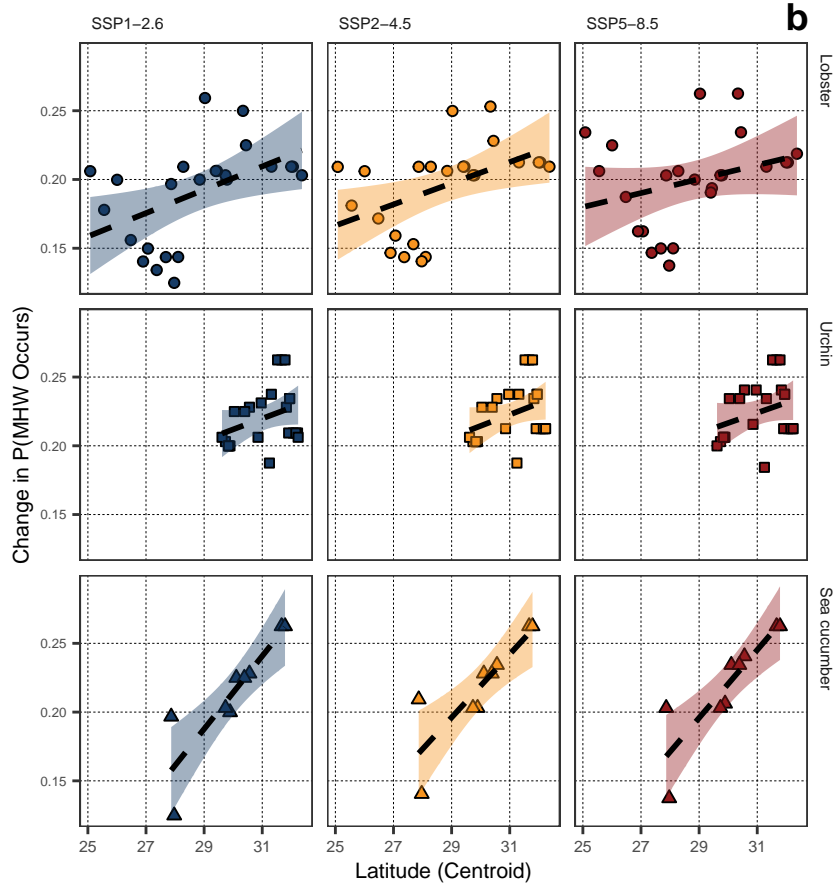 SSP1−2.6 SSP2−4.5 SSP5−8.5 b
Lobster
0.25
0.20
0.15
Urchin
0.25
0.20
0.15
Change in P(MHW Occurs)
Sea cucumber
0.25
0.20
0.15
25 27 29 31 25 27 29 31 25 27 29 31
Latitude (Centroid)